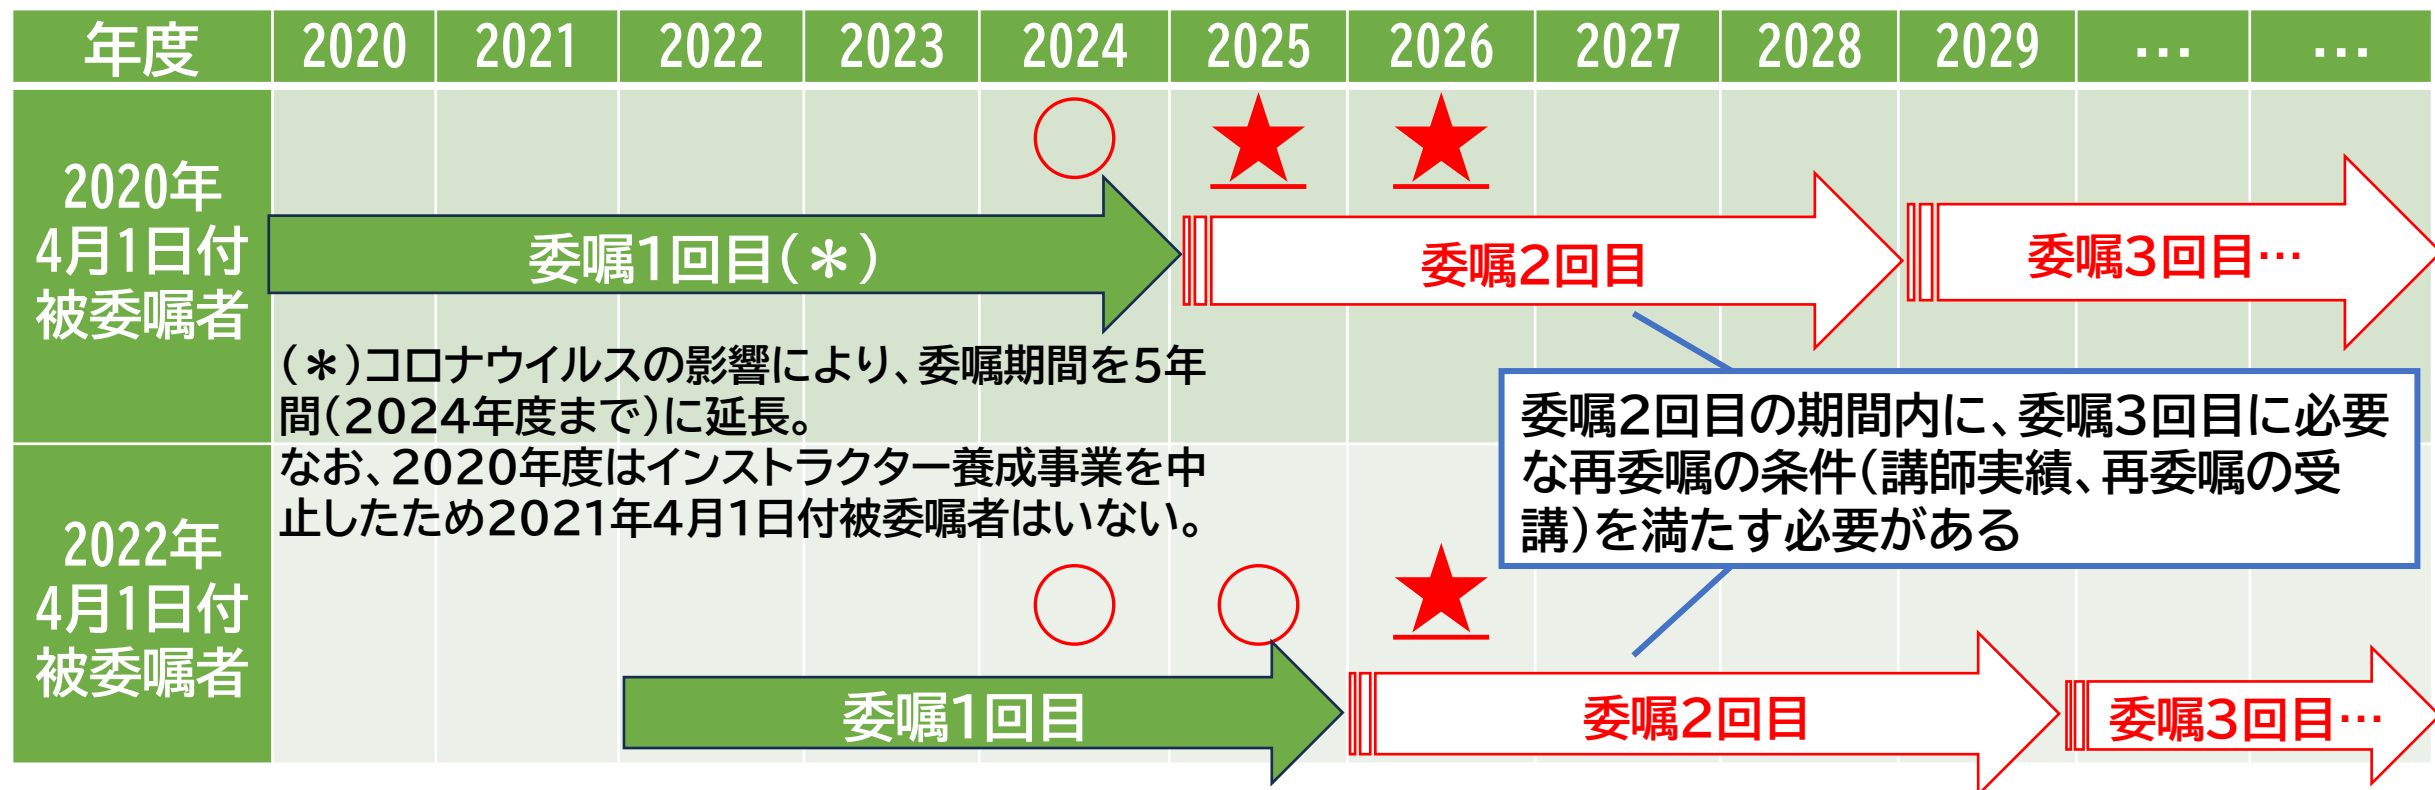 年度 2020 2021 2022 2023 2024 2025 2026 2027 2028 2029 … …
2020年
4月1日付
被委嘱者
委嘱1回目(＊)
委嘱2回目
委嘱3回目…
(＊)コロナウイルスの影響により、委嘱期間を5年
間(2024年度まで)に延長。
なお、2020年度はインストラクター養成事業を中
止したため2021年4月1日付被委嘱者はいない。
委嘱2回目の期間内に、委嘱3回目に必要
な再委嘱の条件(講師実績、再委嘱の受
講)を満たす必要がある
2022年
4月1日付
被委嘱者
委嘱1回目
委嘱2回目
委嘱3回目…